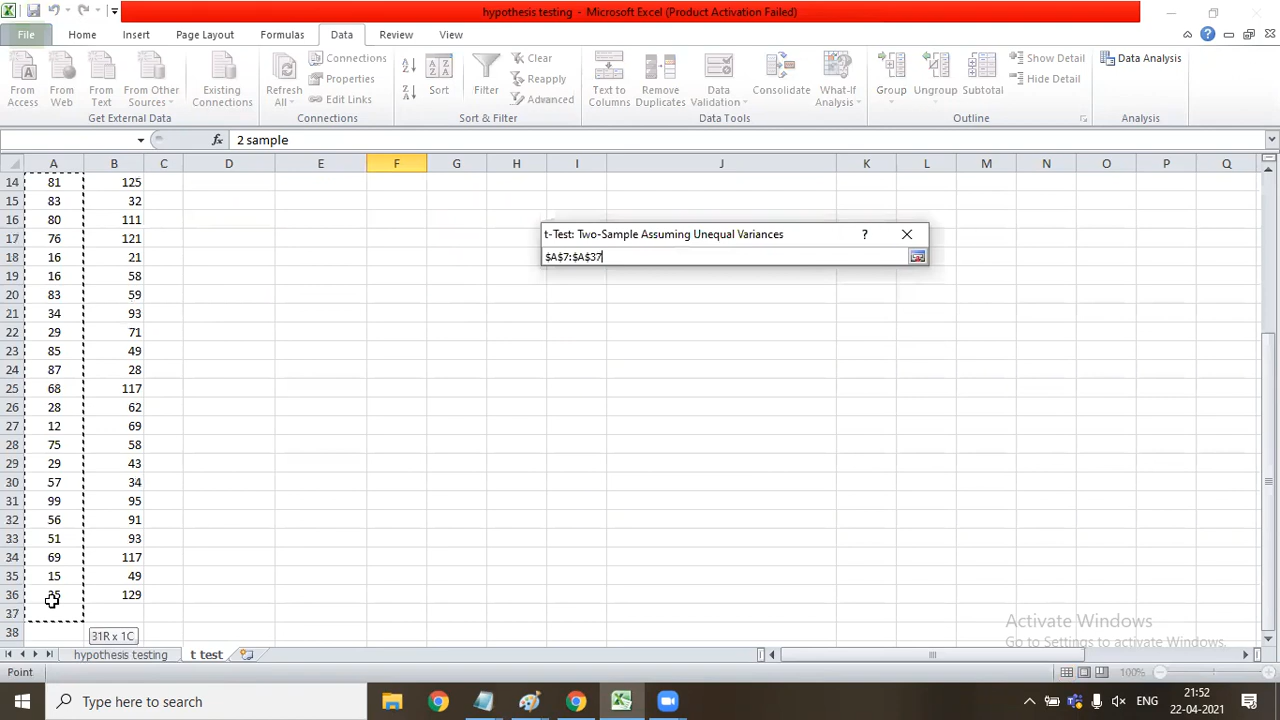 hypothesis testing - Microsoft Excel (Product Activation Failed)
File Home Insert Page Layout Formulas Data Review View
From Access
From Web
From Text
From Other Sources
Existing Connections
Get External Data
Refresh All
Connections
Properties
Edit Links
Connections
Sort
Filter
Clear
Reapply
Advanced
Sort & Filter
Text to Columns
Remove Duplicates
Data Validation
Consolidate
What-If Analysis
Data Tools
Group
Ungroup
Subtotal
Show Detail
Hide Detail
Outline
Data Analysis
Analysis
fx 2 sample
A B C D E F G H I J K L M N O P Q
14 81 125
15 83 32
16 80 111
17 76 121
18 16 21
19 16 58
20 83 59
21 34 93
22 29 71
23 85 49
24 87 28
25 68 117
26 28 62
27 12 69
28 75 58
29 29 43
30 57 34
31 99 95
32 56 91
33 51 93
34 69 117
35 15 49
36 129
37
38
31R x 1C
t-Test: Two-Sample Assuming Unequal Variances ?
$A$7:$A$37
Activate Windows
Go to Settings to activate Windows.
hypothesis testing t test
Point 100%
Type here to search
ENG 21:52
22-04-2021